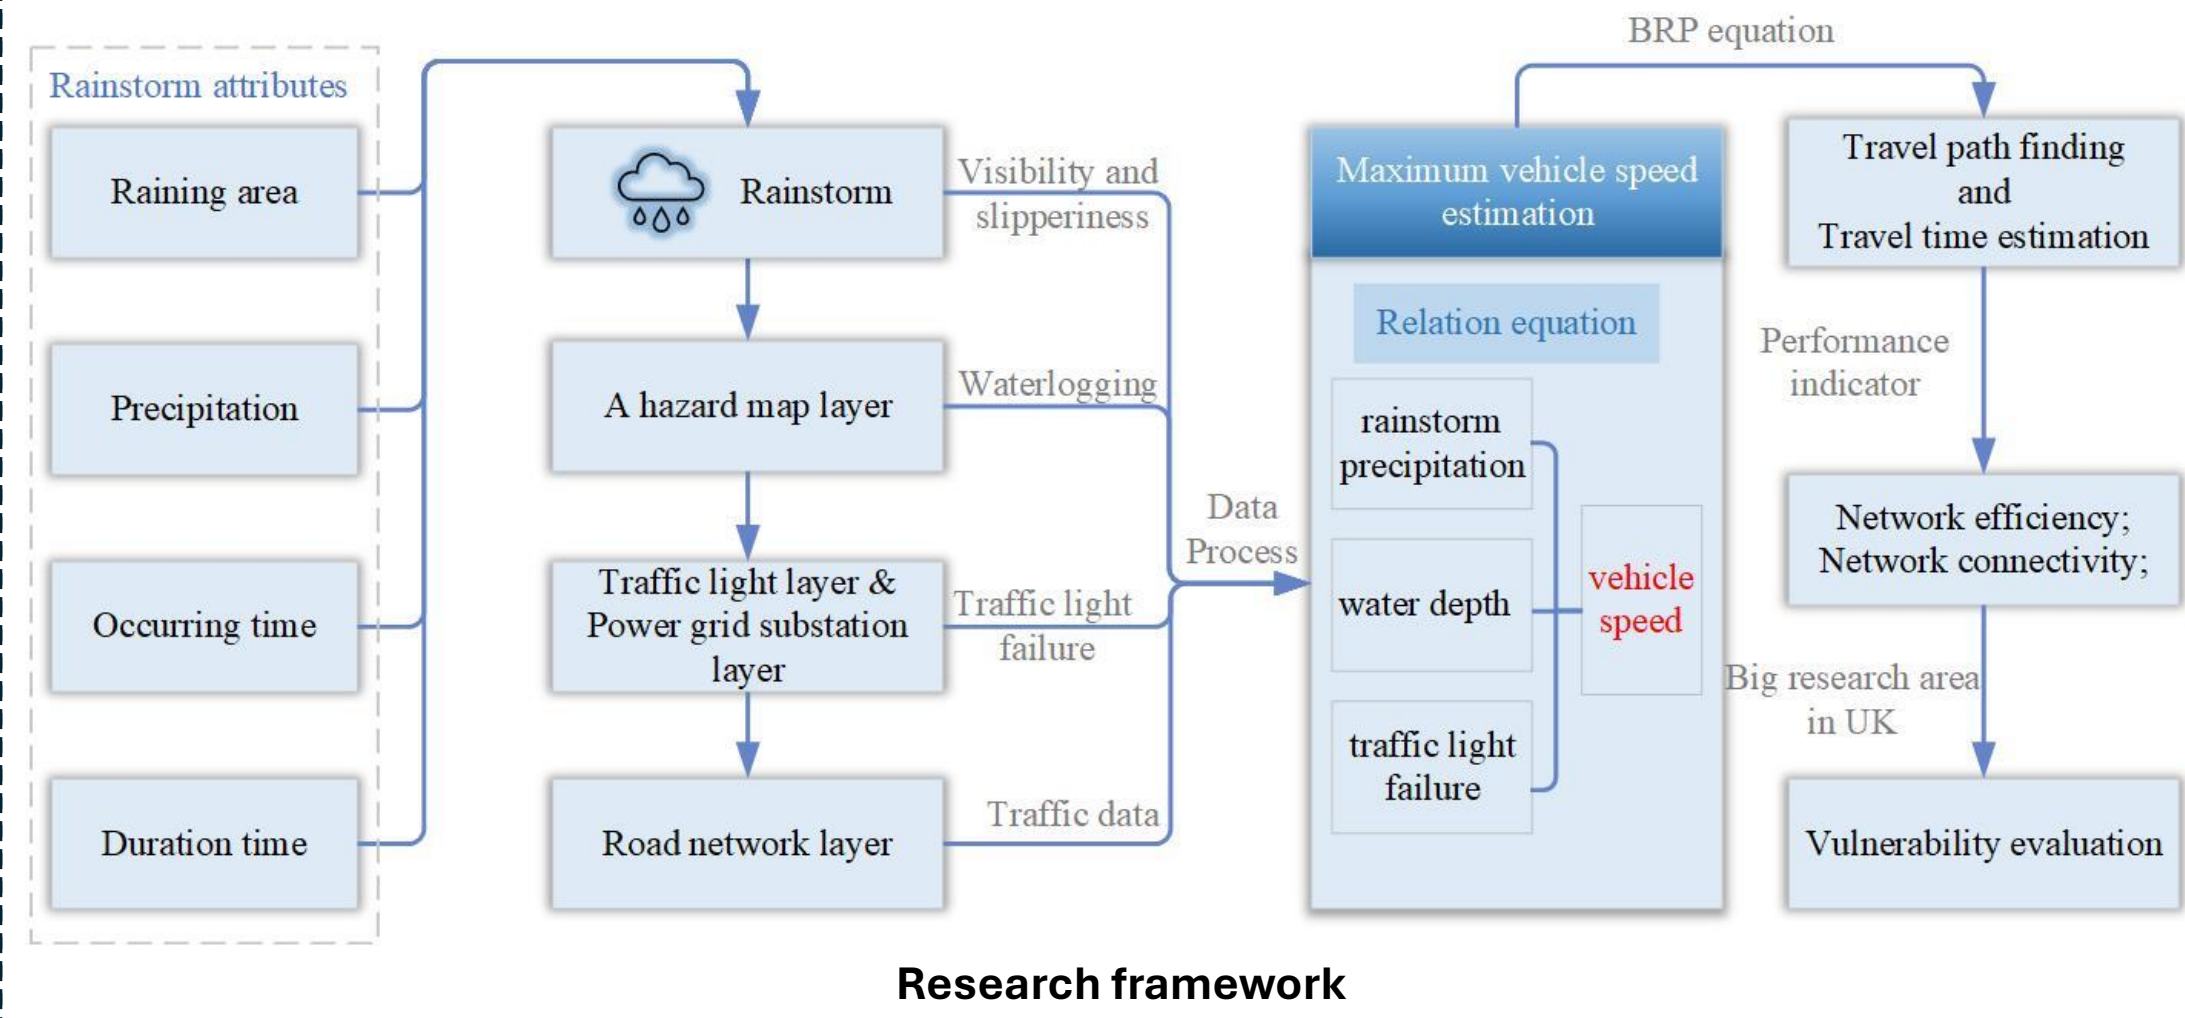 Rainstorm attributes
Raining area
Precipitation
Occurring time
Duration time
Rainstorm
A hazard map layer
Traffic light layer &
Power grid substation
layer
Road network layer
Visibility and
slipperiness
Waterlogging
Traffic light
failure
Traffic data
Data
Process
Maximum vehicle speed
estimation
Relation equation
rainstorm
precipitation
water depth
traffic light
failure
vehicle
speed
BRP equation
Travel path finding
and
Travel time estimation
Performance
indicator
Network efficiency;
Network connectivity;
Big research area
in UK
Vulnerability evaluation
Research framework